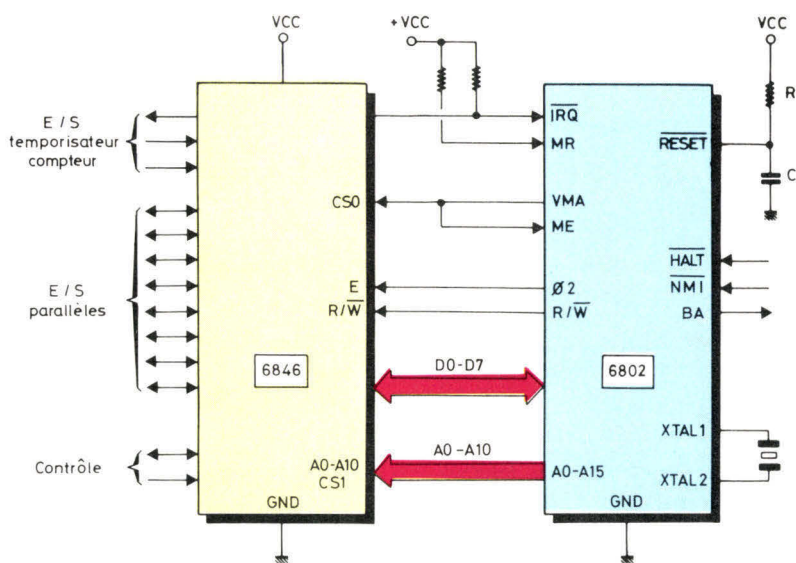 VCC
+ VCC
VCC
E / S
temporisateur
compteur
IRQ
MR
RESET
R
C
CS0
VMA
ME
HALT
E / S
parallèles
E
R/W
Ø2
R/W
NMI
BA
6846
D0-D7
6802
XTAL1
Contrôle
A0-A10
CS1
A0-A10
A0-A15
XTAL2
GND
GND